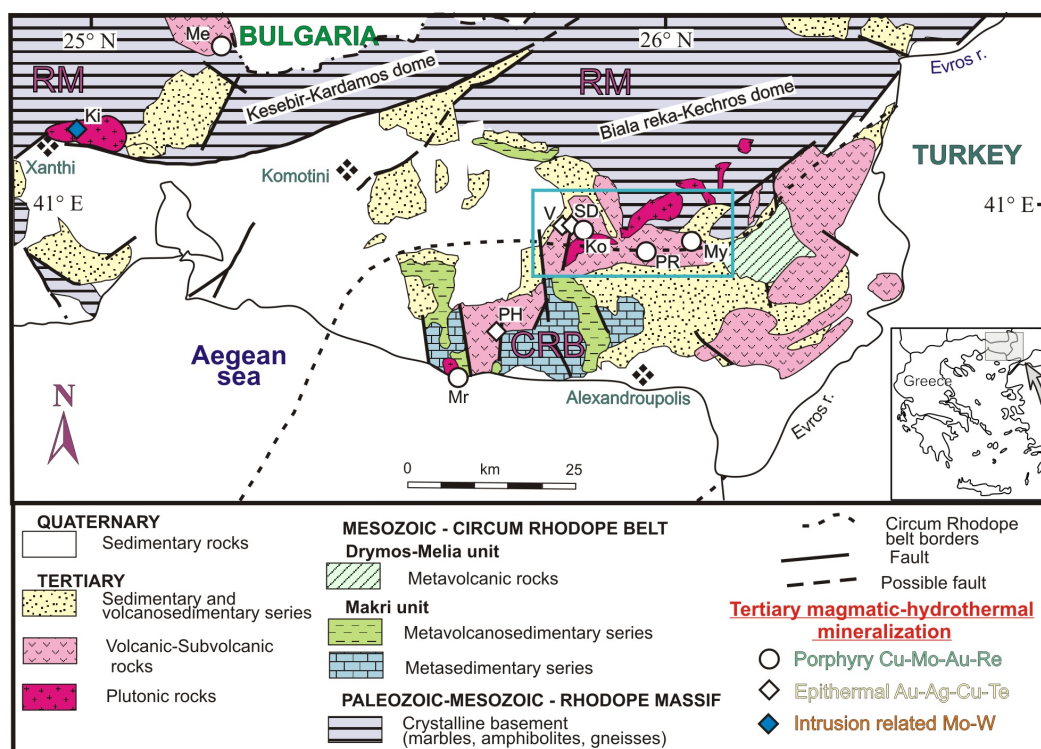 25° N
Me
BULGARIA
26° N
Evros r.
RM
Kesebir-Kardamos dome
RM
Ki
Biala reka-Kechros dome
Xanthi
Komotini
TURKEY
41° E
41° E
V
SD
Ko
PR
My
PH
CRB
Aegean
sea
Mr
Alexandroupolis
Evros r.
Greece
N
0
km
25
QUATERNARY
Sedimentary rocks
TERTIARY
Sedimentary and
volcanosedimentary series
Volcanic-Subvolcanic
rocks
Plutonic rocks
MESOZOIC - CIRCUM RHODOPE BELT
Drymos-Melia unit
Metavolcanic rocks
Makri unit
Metavolcanosedimentary series
Metasedimentary series
PALEOZOIC-MESOZOIC - RHODOPE MASSIF
Crystalline basement
(marbles, amphibolites, gneisses)
Circum Rhodope
belt borders
Fault
Possible fault
Tertiary magmatic-hydrothermal
mineralization
Porphyry Cu-Mo-Au-Re
Epithermal Au-Ag-Cu-Te
Intrusion related Mo-W